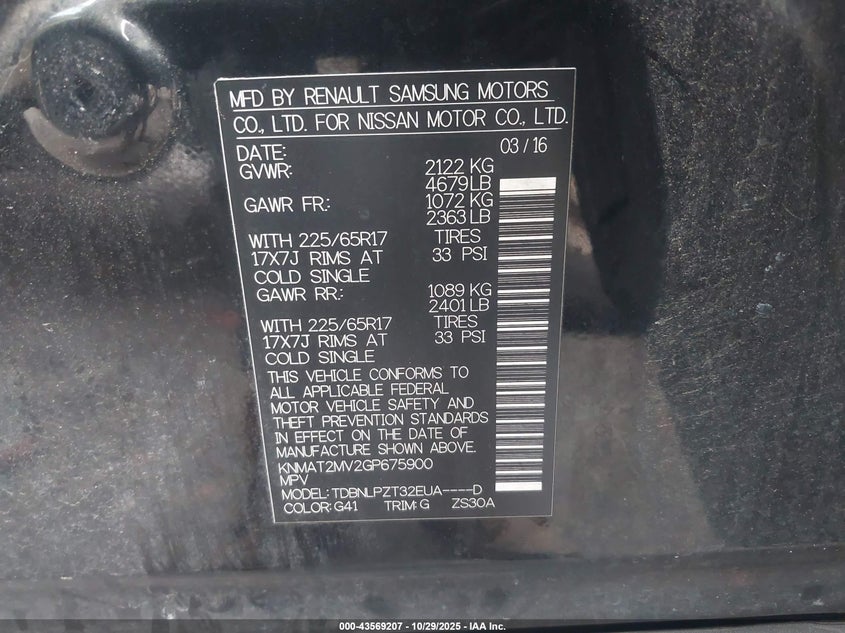 MFD BY RENAULT SAMSUNG MOTORS
CO., LTD. FOR NISSAN MOTOR CO., LTD.
DATE: 03 / 16
GVWR: 2122 KG
4679 LB
GAWR FR.: 1072 KG
2363 LB
WITH 225/65R17 TIRES
17X7J RIMS AT 33 PSI
COLD SINGLE
GAWR RR.: 1089 KG
2401 LB
WITH 225/65R17 TIRES
17X7J RIMS AT 33 PSI
COLD SINGLE
THIS VEHICLE CONFORMS TO
ALL APPLICABLE FEDERAL
MOTOR VEHICLE SAFETY AND
THEFT PREVENTION STANDARDS
IN EFFECT ON THE DATE OF
MANUFACTURE SHOWN ABOVE.
KNMAT2MV2GP675900
MPV
MODEL: TDBNLPZT32EUA----D
COLOR: G41 TRIM: G ZS30A
000-43569207 - 10/29/2025 - IAA Inc.